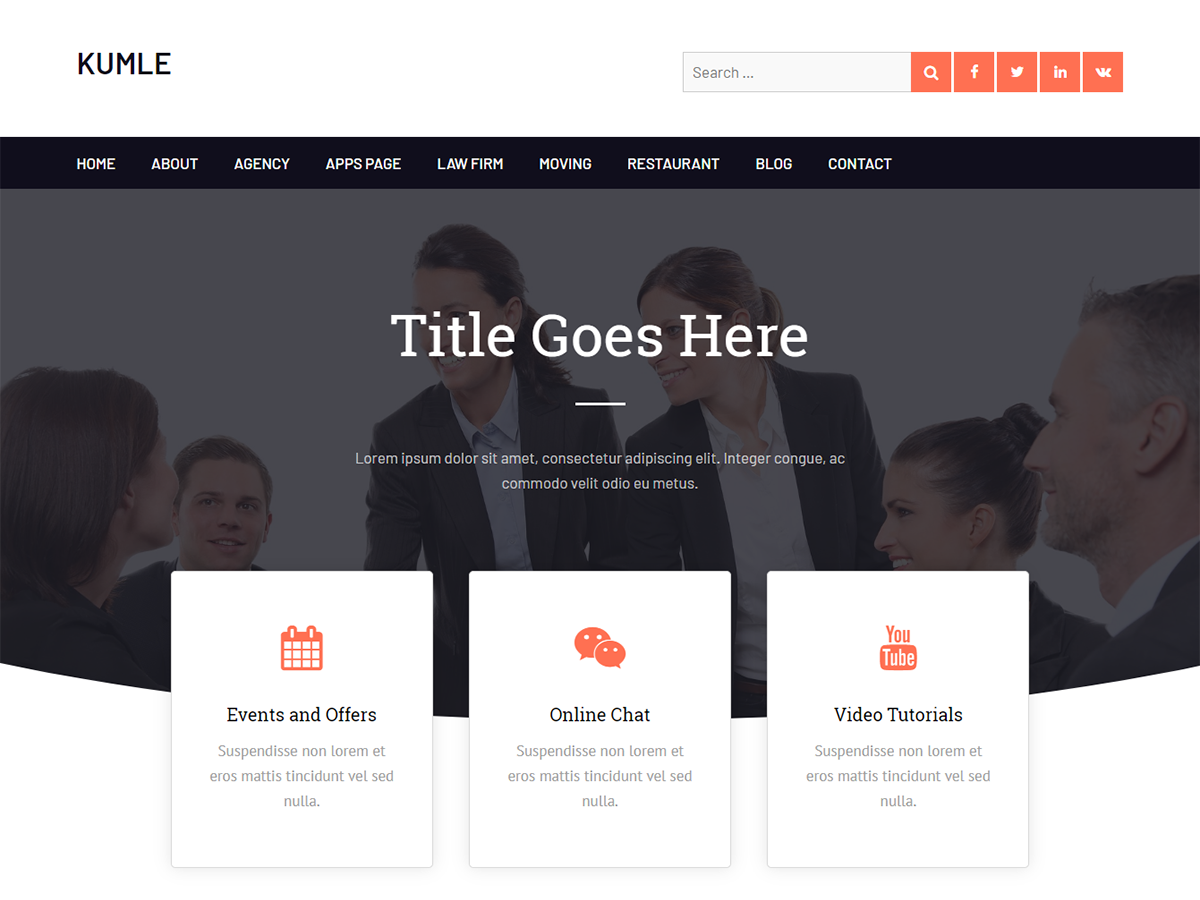 KUMLE
Search ...
HOME ABOUT AGENCY APPS PAGE LAW FIRM MOVING RESTAURANT BLOG CONTACT
Title Goes Here
Lorem ipsum dolor sit amet, consectetur adipiscing elit. Integer congue, ac
commodo velit odio eu metus.
You
Tube
Events and Offers
Suspendisse non lorem et
eros mattis tincidunt vel sed
nulla.
Online Chat
Suspendisse non lorem et
eros mattis tincidunt vel sed
nulla.
Video Tutorials
Suspendisse non lorem et
eros mattis tincidunt vel sed
nulla.